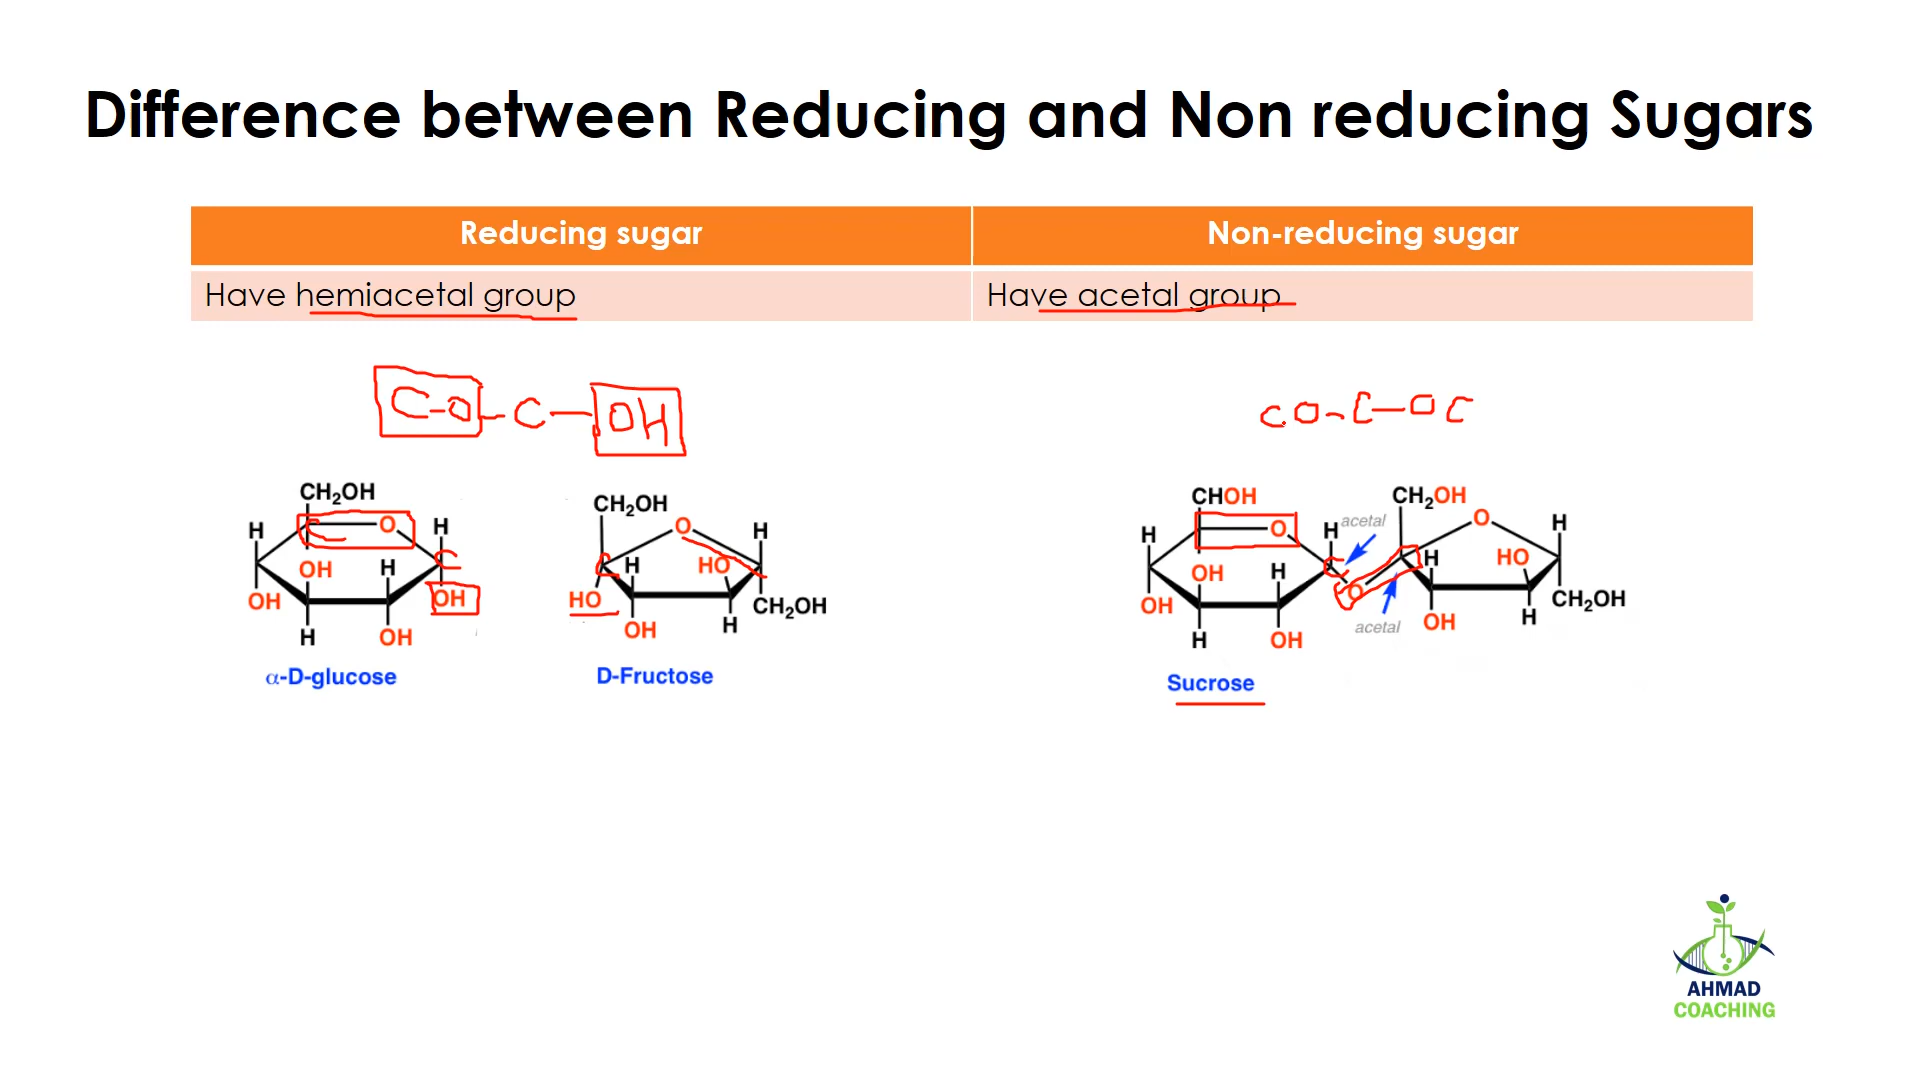 Difference between Reducing and Non reducing Sugars
Reducing sugar
Non-reducing sugar
Have hemiacetal group
Have acetal group
C-O-C-OH
CO-C-OC
CH₂OH
H
O
H
C
OH
H
OH
OH
H
OH
α-D-glucose
CH₂OH
O
H
H
HO
HO
OH
H
CH₂OH
D-Fructose
CHOH
H
O
H
acetal
OH
H
OH
H
OH
O
acetal
CH₂OH
O
H
H
HO
OH
H
CH₂OH
Sucrose
AHMAD
COACHING